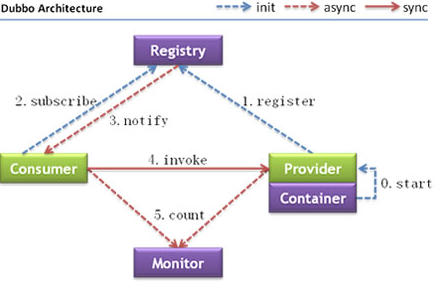 Dubbo Architecture
init
async
sync
Registry
2. subscribe
1. register
3. notify
Consumer
4. invoke
Provider
0. start
Container
5. count
Monitor